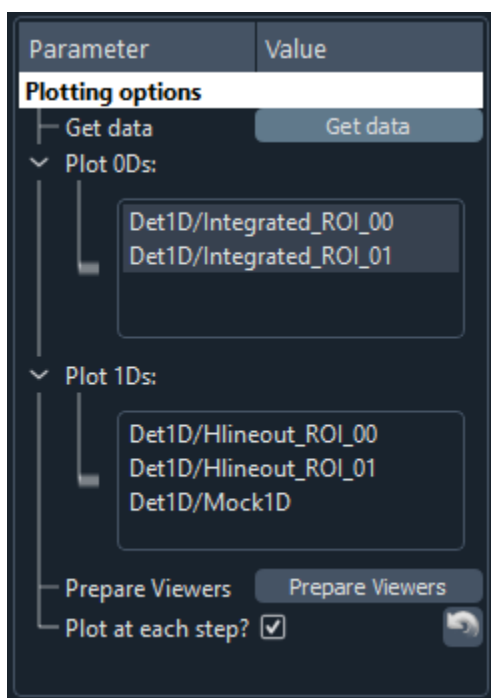 Parameter Value
Plotting options
Get data Get data
Plot 0Ds:
Det1D/Integrated_ROI_00
Det1D/Integrated_ROI_01
Plot 1Ds:
Det1D/Hlineout_ROI_00
Det1D/Hlineout_ROI_01
Det1D/Mock1D
Prepare Viewers Prepare Viewers
Plot at each step?